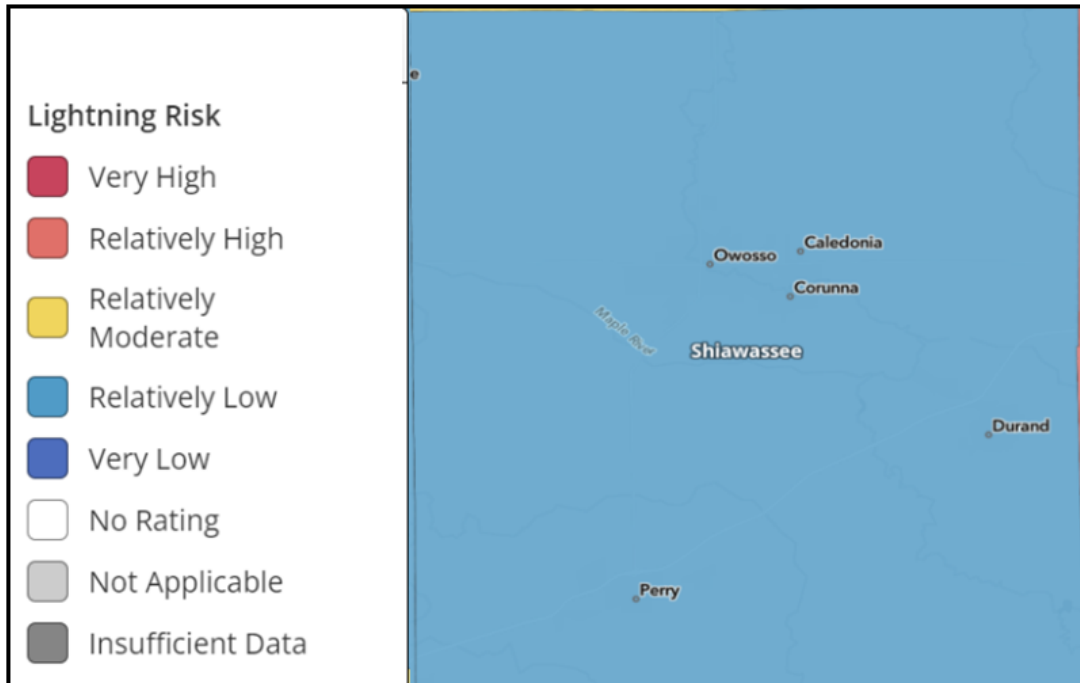 Lightning Risk
Very High
Relatively High
Relatively
Moderate
Relatively Low
Very Low
No Rating
Not Applicable
Insufficient Data
e
Caledonia
Owosso
Corunna
Maple River
Shiawassee
Durand
Perry